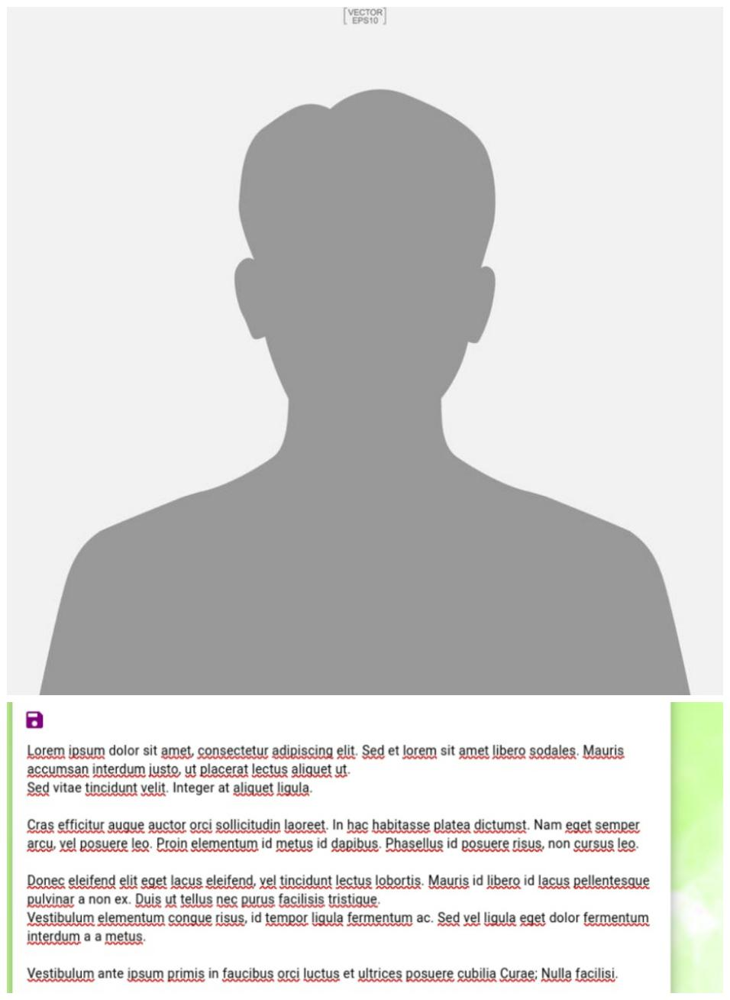 VECTOR
EPS10
Lorem ipsum dolor sit amet, consectetur adipiscing elit. Sed et lorem sit amet libero sodales. Mauris
accumsan interdum justo, ut placerat lectus aliquet ut.
Sed vitae tincidunt velit. Integer at aliquet ligula.
Cras efficitur augue auctor orci sollicitudin laoreet. In hac habitasse platea dictumst. Nam eget semper
arcu, vel posuere leo. Proin elementum id metus id dapibus. Phasellus id posuere risus, non cursus leo.
Donec eleifend elit eget lacus eleifend, vel tincidunt lectus lobortis. Mauris id libero id lacus pellentesque
pulvinar a non ex. Duis ut tellus nec purus facilisis tristique.
Vestibulum elementum congue risus, id tempor ligula fermentum ac. Sed vel ligula eget dolor fermentum
interdum a a metus.
Vestibulum ante ipsum primis in faucibus orci luctus et ultrices posuere cubilia Curae; Nulla facilisi.